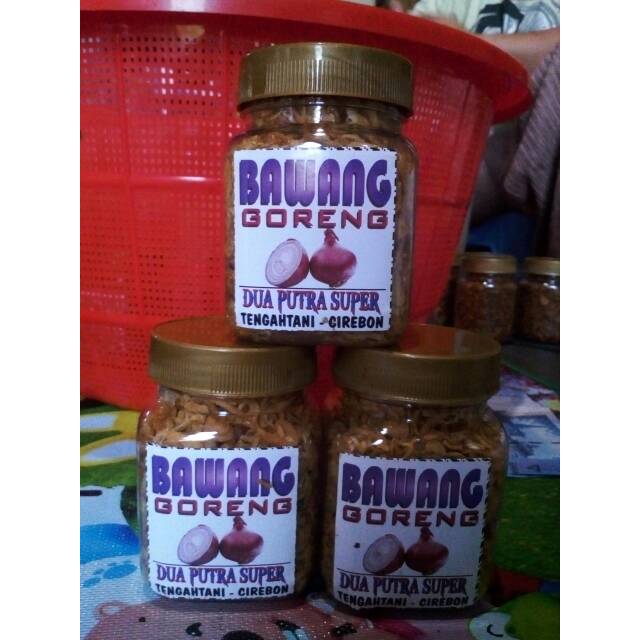 BAWANG
GORENG
DUA PUTRA SUPER
TENGAHTANI - CIREBON
BAWANG
GORENG
DUA PUTRA SUPER
TENGAHTANI - CIREBON
BAWANG
GORENG
DUA PUTRA SUPER
TENGAHTANI - CIREBON